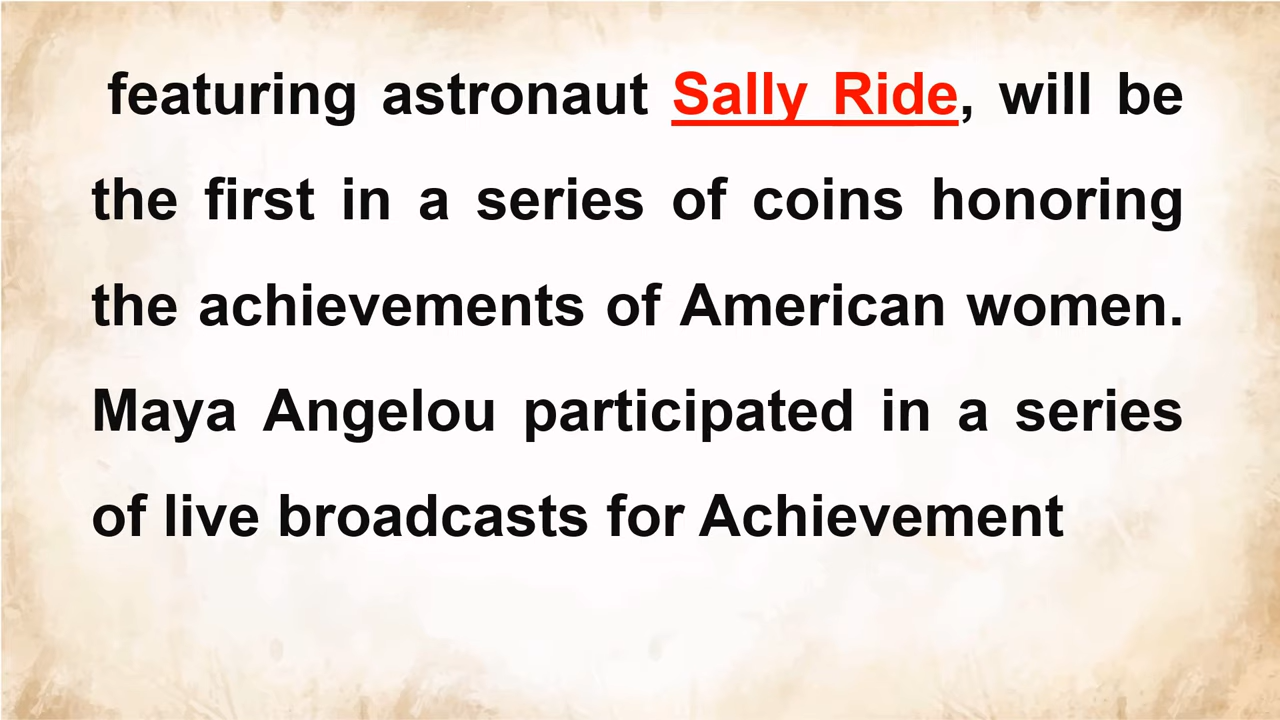 featuring astronaut Sally Ride, will be
the first in a series of coins honoring
the achievements of American women.
Maya Angelou participated in a series
of live broadcasts for Achievement